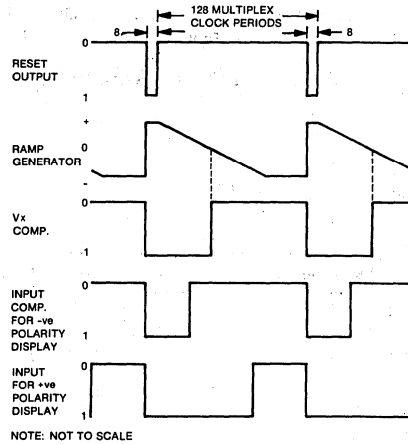 128 MULTIPLEX
CLOCK PERIODS
8
8
0
RESET
OUTPUT
1
+
RAMP
0
GENERATOR
-
0
Vx
COMP.
1
0
INPUT
COMP.
FOR -ve
POLARITY
DISPLAY
1
0
INPUT
FOR +ve
POLARITY
DISPLAY
1
NOTE: NOT TO SCALE